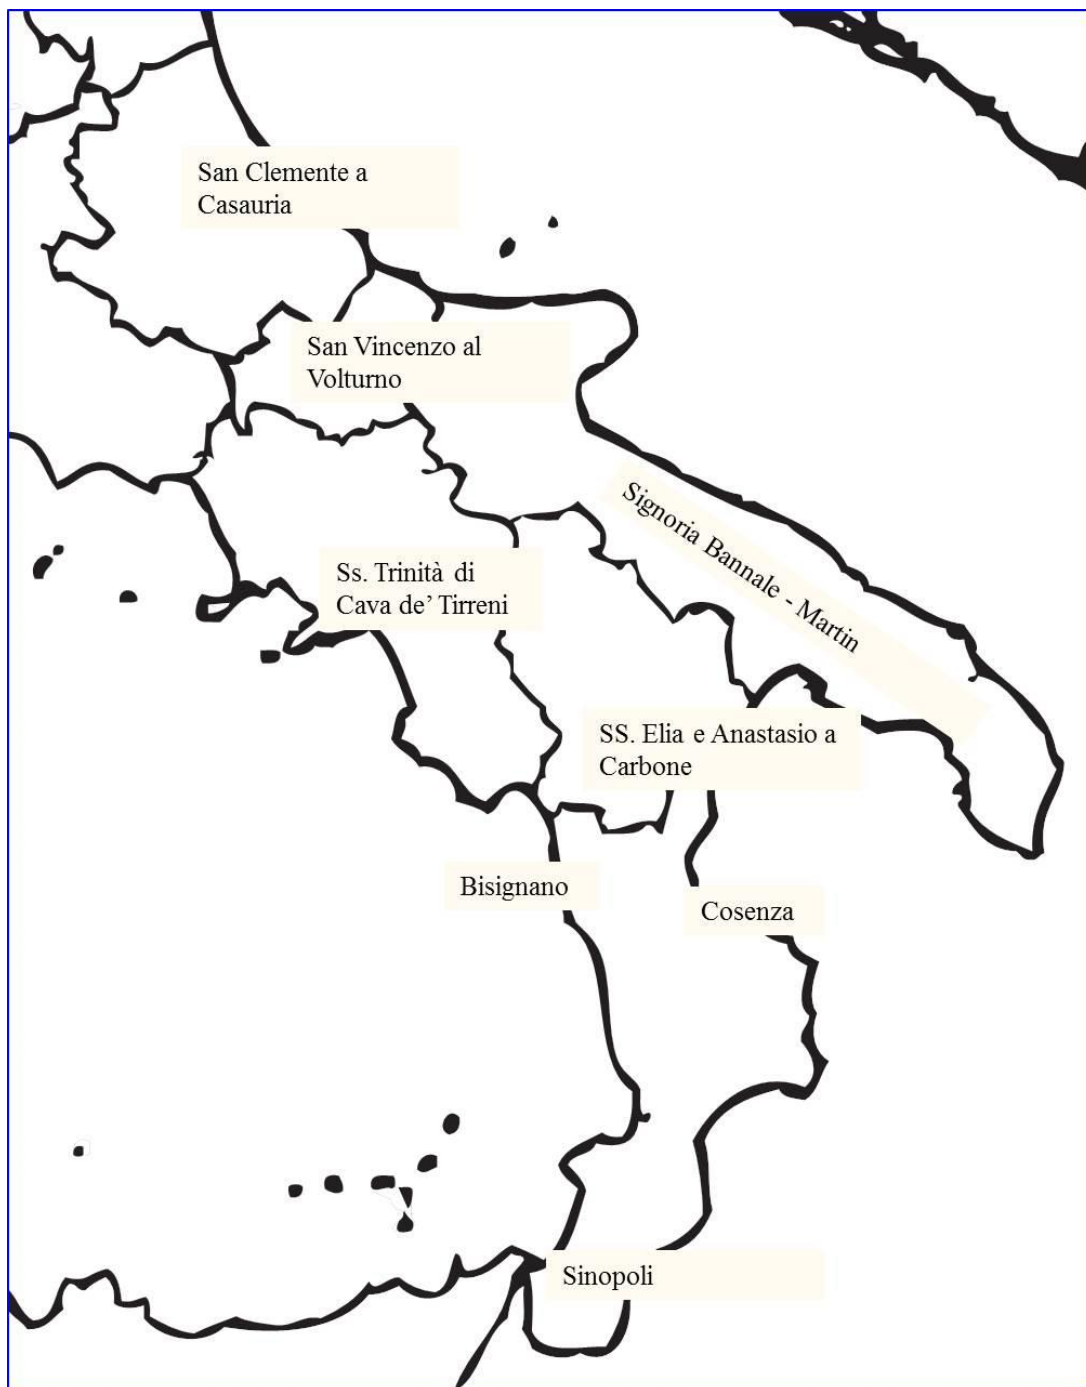 San Clemente a
Casauria
San Vincenzo al
Volturno
Signoria Bannale - Martin
Ss. Trinità di
Cava de’ Tirreni
SS. Elia e Anastasio a
Carbone
Bisignano
Cosenza
Sinopoli